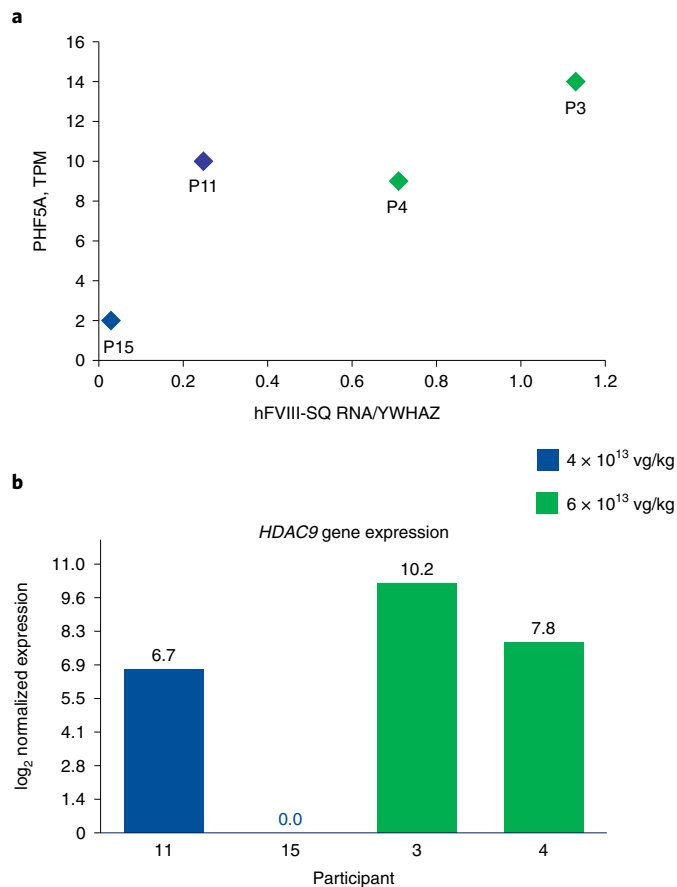 a
16
14
12
10
8
6
4
2
0
PHF5A, TPM
P3
P11
P4
P15
0 0.2 0.4 0.6 0.8 1.0 1.2
hFVIII-SQ RNA/YWHAZ
4 × 10¹³ vg/kg
6 × 10¹³ vg/kg
b
HDAC9 gene expression
11.0
9.6
8.3
6.9
5.5
4.1
2.8
1.4
0
log₂ normalized expression
6.7
0.0
10.2
7.8
11 15 3 4
Participant